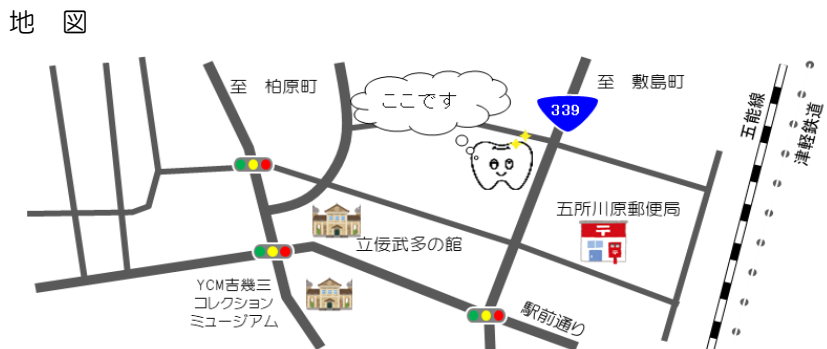 地　図
至　柏原町
ここです
至　敷島町
339
五能線
津軽鉄道
五所川原郵便局
立佞武多の館
YCM吉幾三
コレクション
ミュージアム
駅前通り